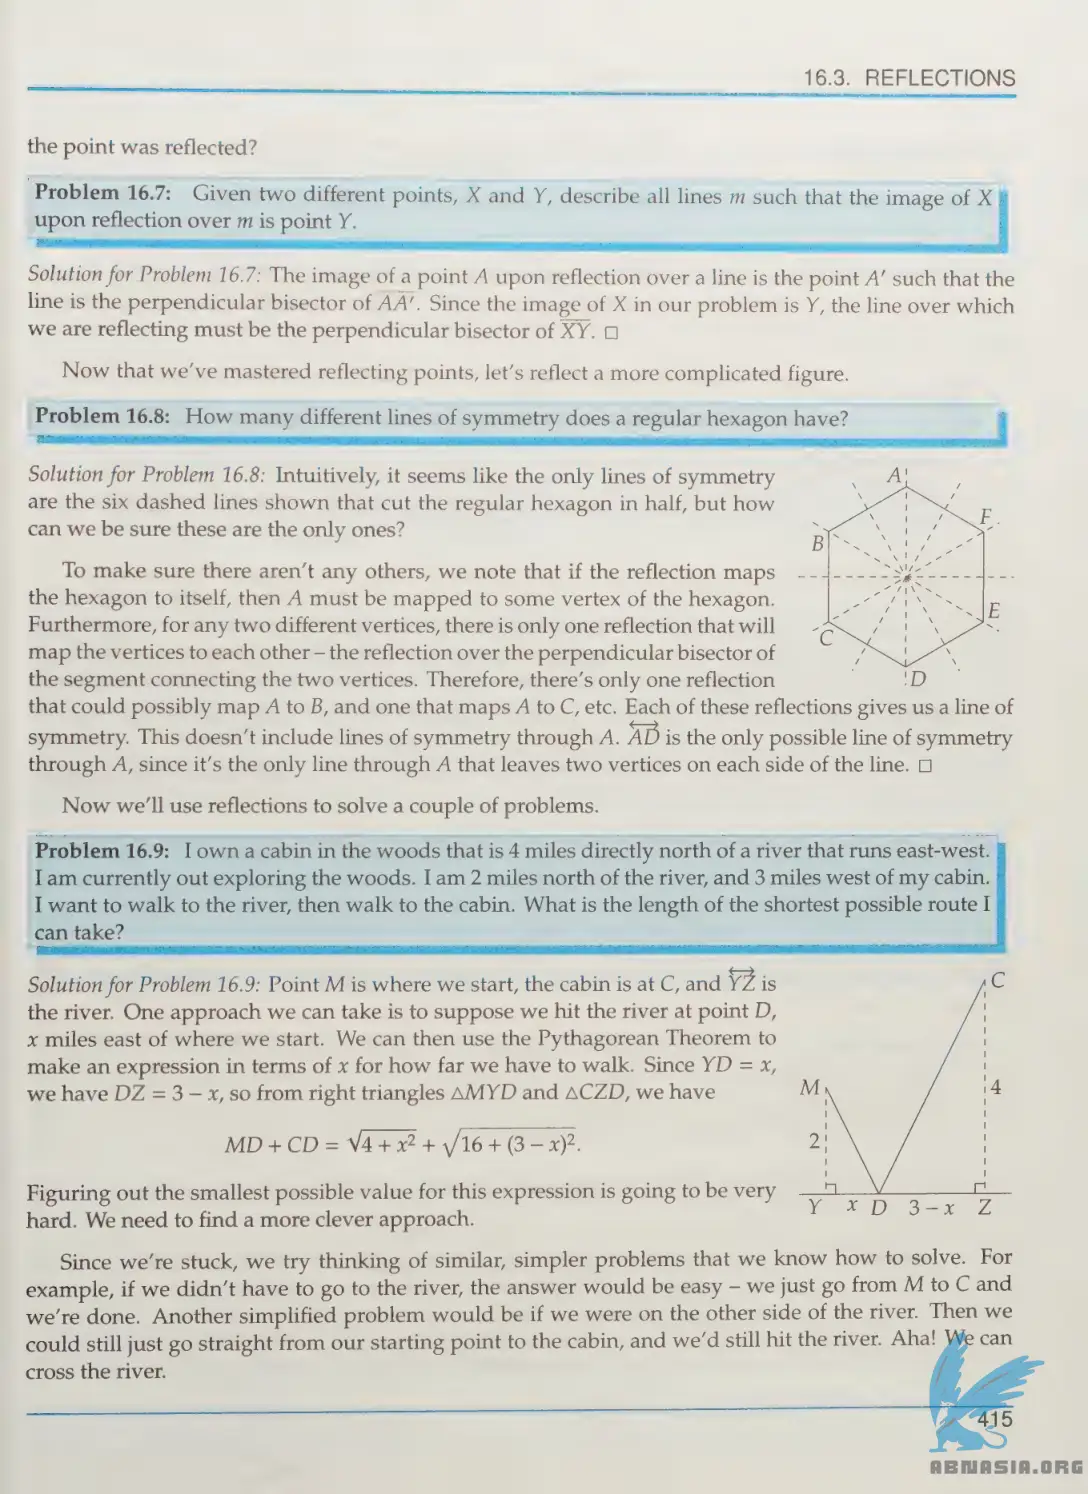 16.3. REFLECTIONS
the point was reflected?
Problem 16.7: Given two different points, X and Y, describe all lines m such that the image of X
upon reflection over m is point Y.
Solution for Problem 16.7: The image of a point A upon reflection over a line is the point A′ such that the
line is the perpendicular bisector of A̅A̅′. Since the image of X in our problem is Y, the line over which
we are reflecting must be the perpendicular bisector of X̅Y̅. □
Now that we've mastered reflecting points, let's reflect a more complicated figure.
Problem 16.8: How many different lines of symmetry does a regular hexagon have?
Solution for Problem 16.8: Intuitively, it seems like the only lines of symmetry
are the six dashed lines shown that cut the regular hexagon in half, but how
can we be sure these are the only ones?
To make sure there aren't any others, we note that if the reflection maps
the hexagon to itself, then A must be mapped to some vertex of the hexagon.
Furthermore, for any two different vertices, there is only one reflection that will
map the vertices to each other – the reflection over the perpendicular bisector of
the segment connecting the two vertices. Therefore, there's only one reflection
A
F
B
E
C
D
that could possibly map A to B, and one that maps A to C, etc. Each of these reflections gives us a line of
symmetry. This doesn't include lines of symmetry through A. AD is the only possible line of symmetry
through A, since it's the only line through A that leaves two vertices on each side of the line. □
Now we'll use reflections to solve a couple of problems.
Problem 16.9: I own a cabin in the woods that is 4 miles directly north of a river that runs east-west.
I am currently out exploring the woods. I am 2 miles north of the river, and 3 miles west of my cabin.
I want to walk to the river, then walk to the cabin. What is the length of the shortest possible route I
can take?
Solution for Problem 16.9: Point M is where we start, the cabin is at C, and YZ is
the river. One approach we can take is to suppose we hit the river at point D,
x miles east of where we start. We can then use the Pythagorean Theorem to
make an expression in terms of x for how far we have to walk. Since YD = x,
we have DZ = 3 – x, so from right triangles △MYD and △CZD, we have
MD + CD = √(4 + x²) + √(16 + (3 – x)²).
Figuring out the smallest possible value for this expression is going to be very
hard. We need to find a more clever approach.
C
M
4
2
Y x D 3 – x Z
Since we're stuck, we try thinking of similar, simpler problems that we know how to solve. For
example, if we didn't have to go to the river, the answer would be easy – we just go from M to C and
we're done. Another simplified problem would be if we were on the other side of the river. Then we
could still just go straight from our starting point to the cabin, and we'd still hit the river. Aha! We can
cross the river.
415
ABNASIA.ORG